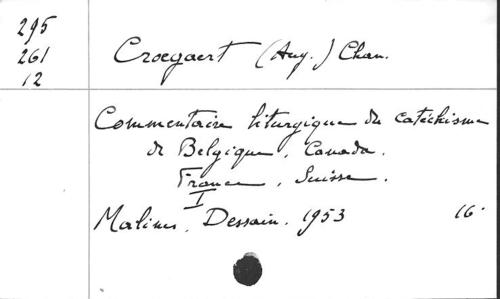 295
261
12
Croegaert (Aug.) Chan.
Commentaire liturgique du catéchisme
de Belgique, Canada,
France, Suisse.
I
Malines, Dessain. 1953 16°